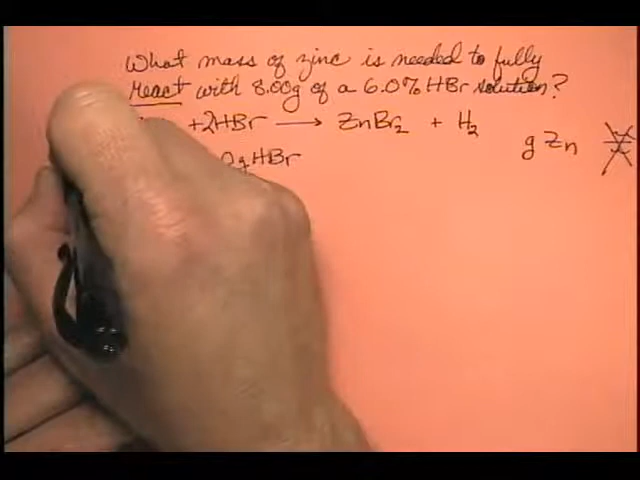 What mass of zinc is needed to fully
react with 8.00g of a 6.0% HBr solution?
+2HBr ⟶ ZnBr₂ + H₂
g Zn
g HBr